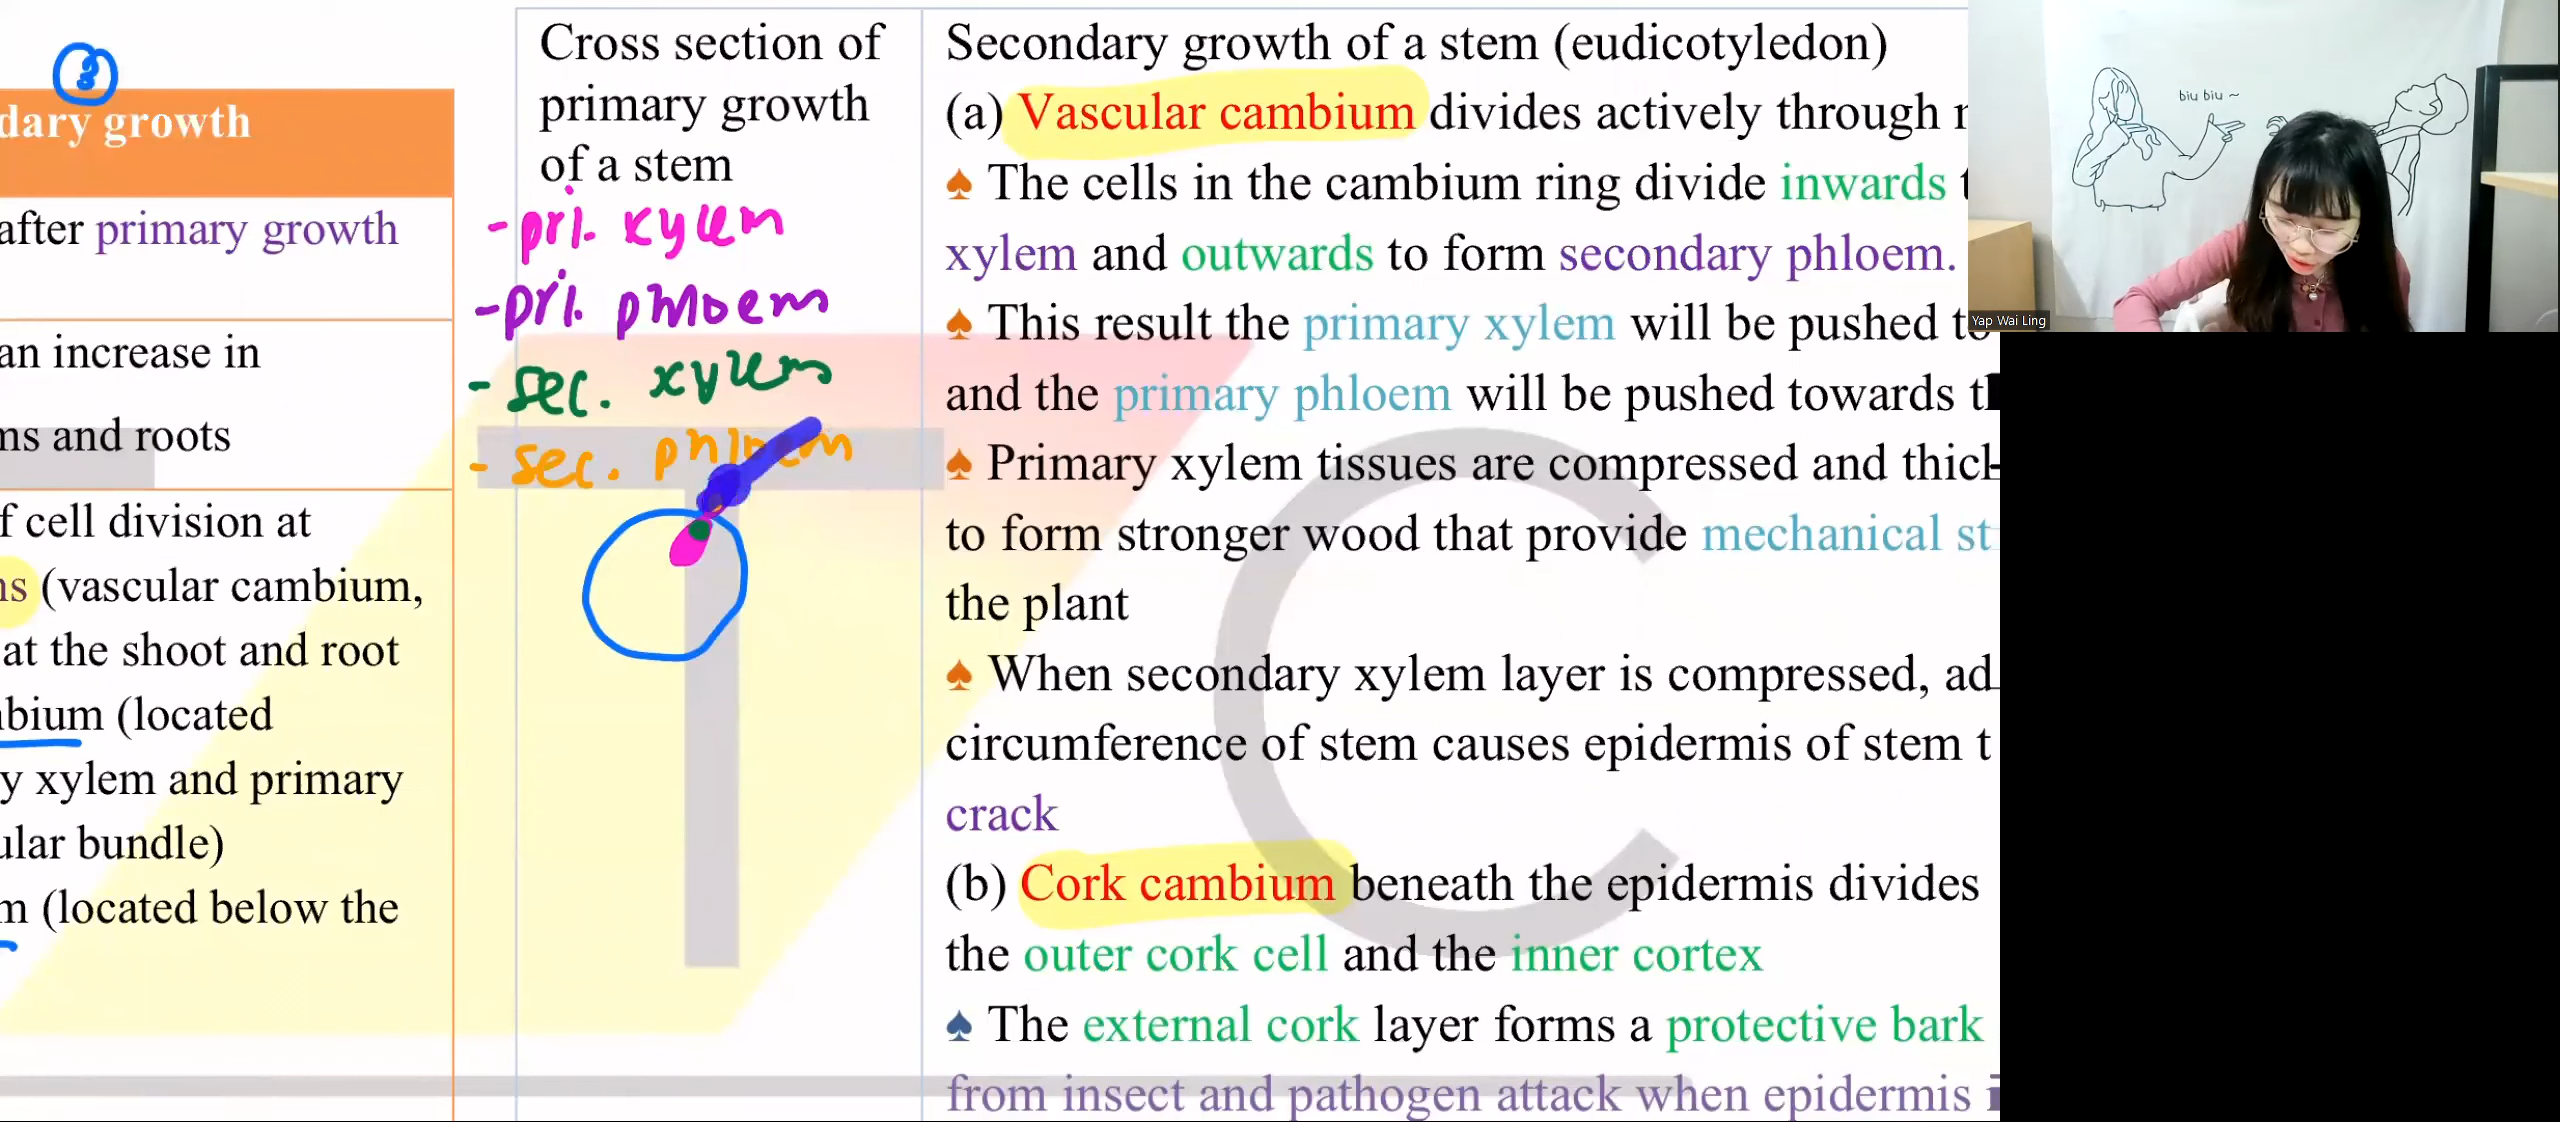 dary growth
after primary growth
an increase in
ms and roots
f cell division at
ns (vascular cambium,
at the shoot and root
bium (located
y xylem and primary
ular bundle)
m (located below the
Cross section of
primary growth
of a stem
- pri. xylem
- pri. phloem
- sec. xylem
- sec. phloem
Secondary growth of a stem (eudicotyledon)
(a) Vascular cambium divides actively through
♠ The cells in the cambium ring divide inwards
xylem and outwards to form secondary phloem.
♠ This result the primary xylem will be pushed to
and the primary phloem will be pushed towards
♠ Primary xylem tissues are compressed and thick
to form stronger wood that provide mechanical st
the plant
♠ When secondary xylem layer is compressed, ad
circumference of stem causes epidermis of stem t
crack
(b) Cork cambium beneath the epidermis divides
the outer cork cell and the inner cortex
♠ The external cork layer forms a protective bark
from insect and pathogen attack when epidermis
biu biu ~
Yap Wai Ling